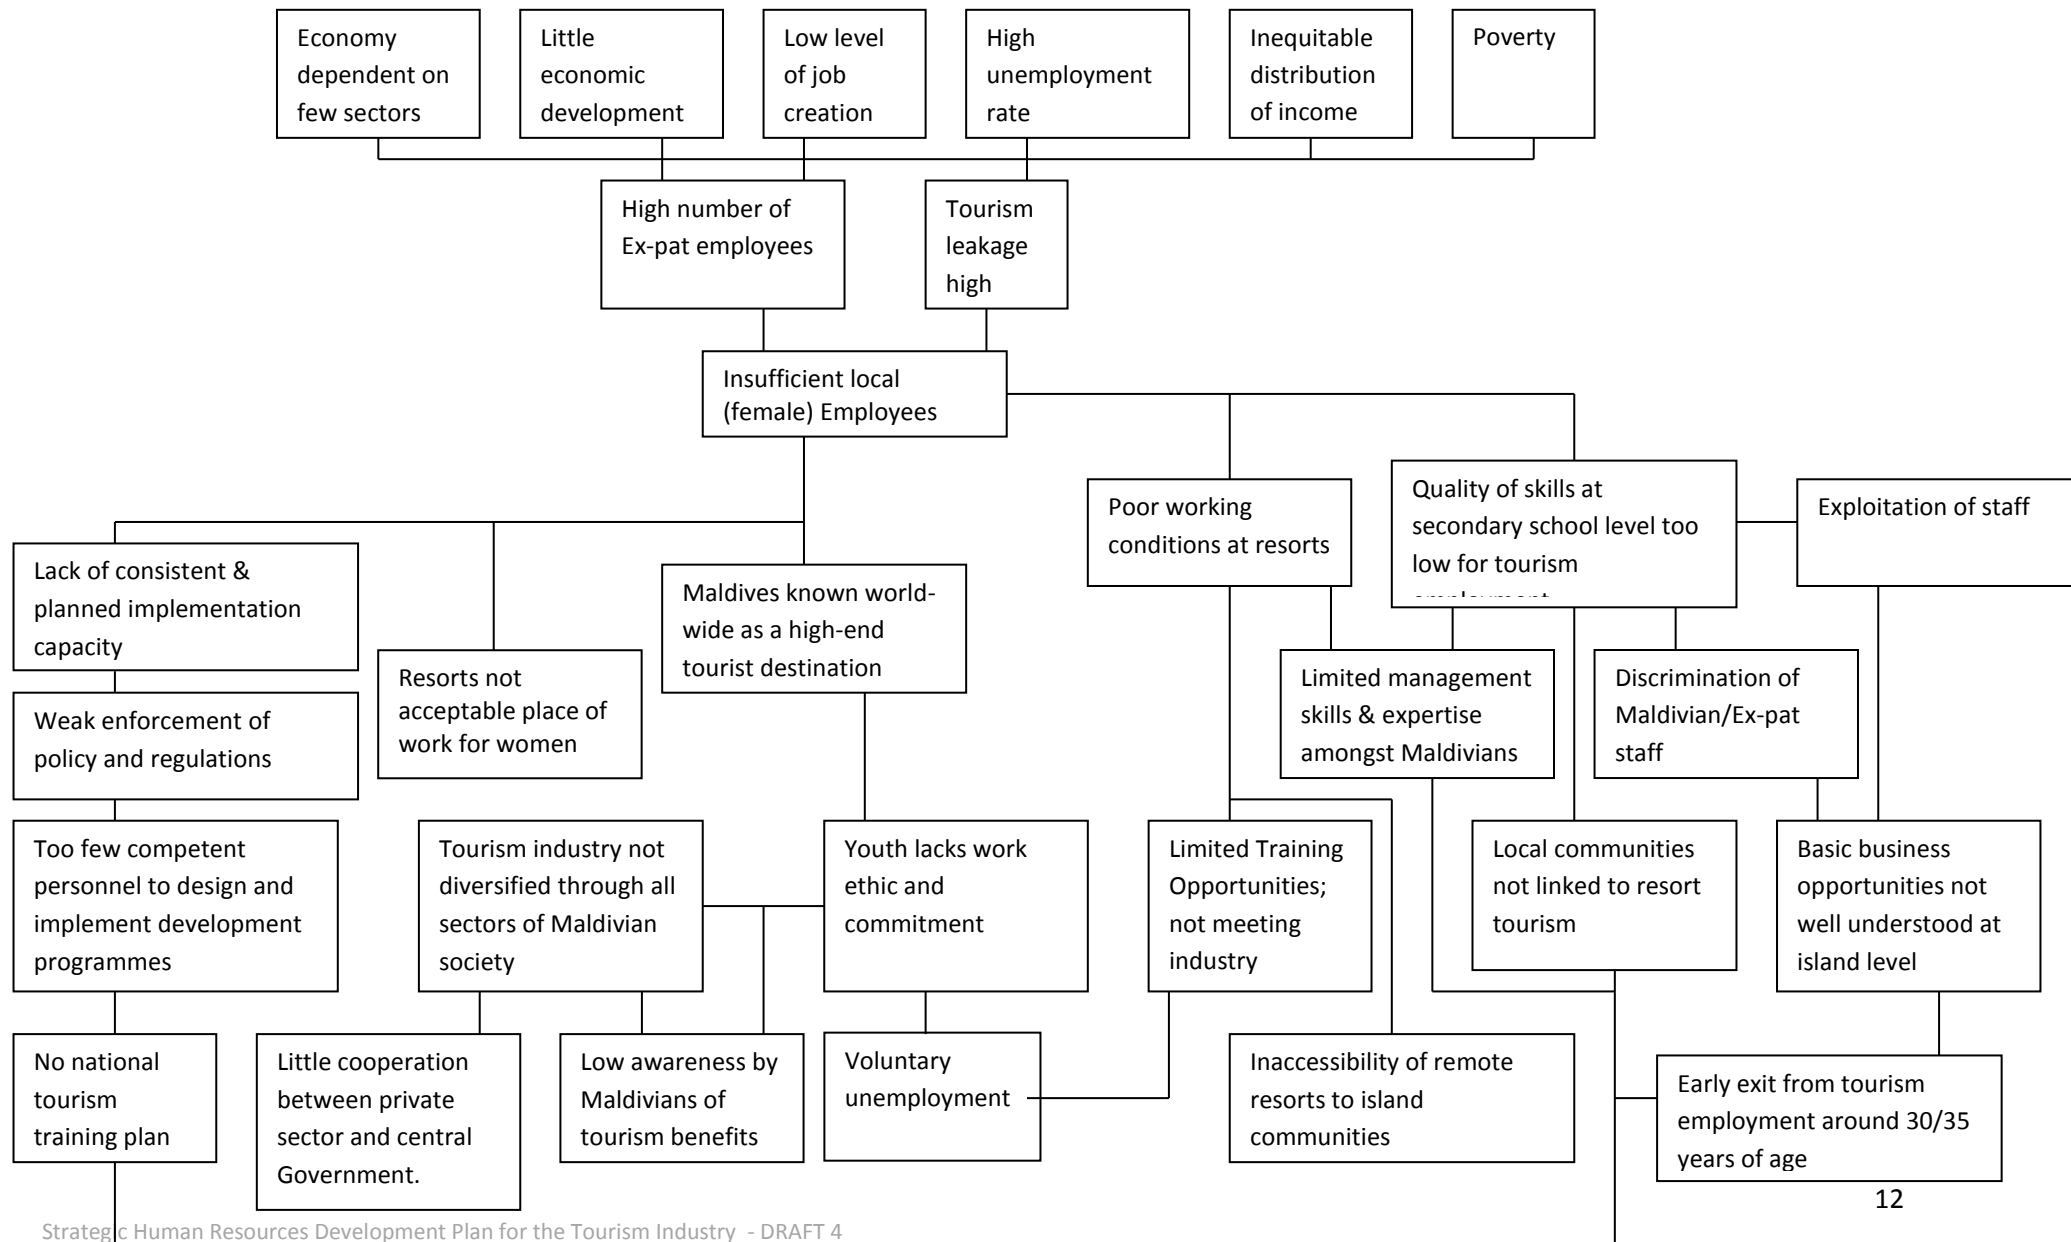 Economy
dependent on
few sectors
Little
economic
development
Low level
of job
creation
High
unemployment
rate
Inequitable
distribution
of income
Poverty
High number of
Ex-pat employees
Tourism
leakage
high
Insufficient local
(female) Employees
Poor working
conditions at resorts
Quality of skills at
secondary school level too
low for tourism
Exploitation of staff
Lack of consistent &
planned implementation
capacity
Maldives known world-
wide as a high-end
tourist destination
Resorts not
acceptable place of
work for women
Limited management
skills & expertise
amongst Maldivians
Discrimination of
Maldivian/Ex-pat
staff
Weak enforcement of
policy and regulations
Too few competent
personnel to design and
implement development
programmes
Tourism industry not
diversified through all
sectors of Maldivian
society
Youth lacks work
ethic and
commitment
Limited Training
Opportunities;
not meeting
industry
Local communities
not linked to resort
tourism
Basic business
opportunities not
well understood at
island level
No national
tourism
training plan
Little cooperation
between private
sector and central
Government.
Low awareness by
Maldivians of
tourism benefits
Voluntary
unemployment
Inaccessibility of remote
resorts to island
communities
Early exit from tourism
employment around 30/35
years of age
12
Strategic Human Resources Development Plan for the Tourism Industry - DRAFT 4